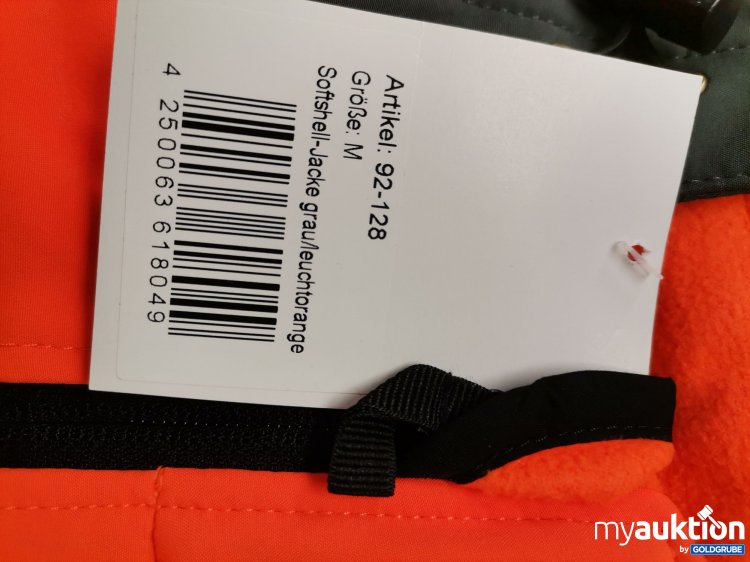 Artikel: 92-128
Größe: M
Softshell-Jacke grau/leuchtorange
4 250063 618049
myauktion
by GOLDGRUBE